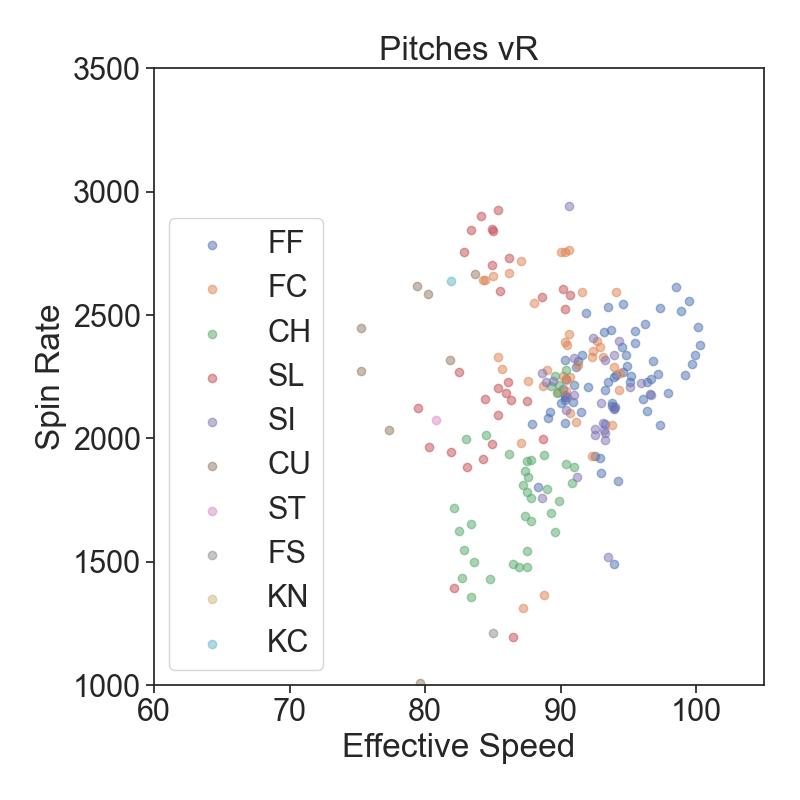 Pitches vR
3500
3000
2500
2000
1500
1000
Spin Rate
FF
FC
CH
SL
SI
CU
ST
FS
KN
KC
60
70
80
90
100
Effective Speed